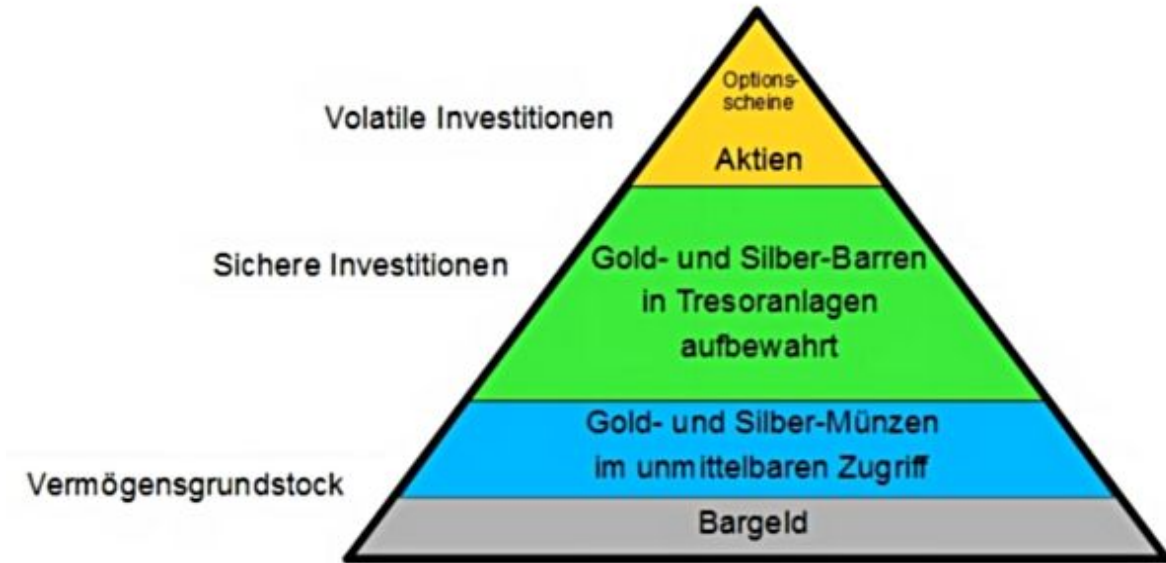 Options-
scheine
Volatile Investitionen
Aktien
Sichere Investitionen
Gold- und Silber-Barren
in Tresoranlagen
aufbewahrt
Gold- und Silber-Münzen
im unmittelbaren Zugriff
Vermögensgrundstock
Bargeld